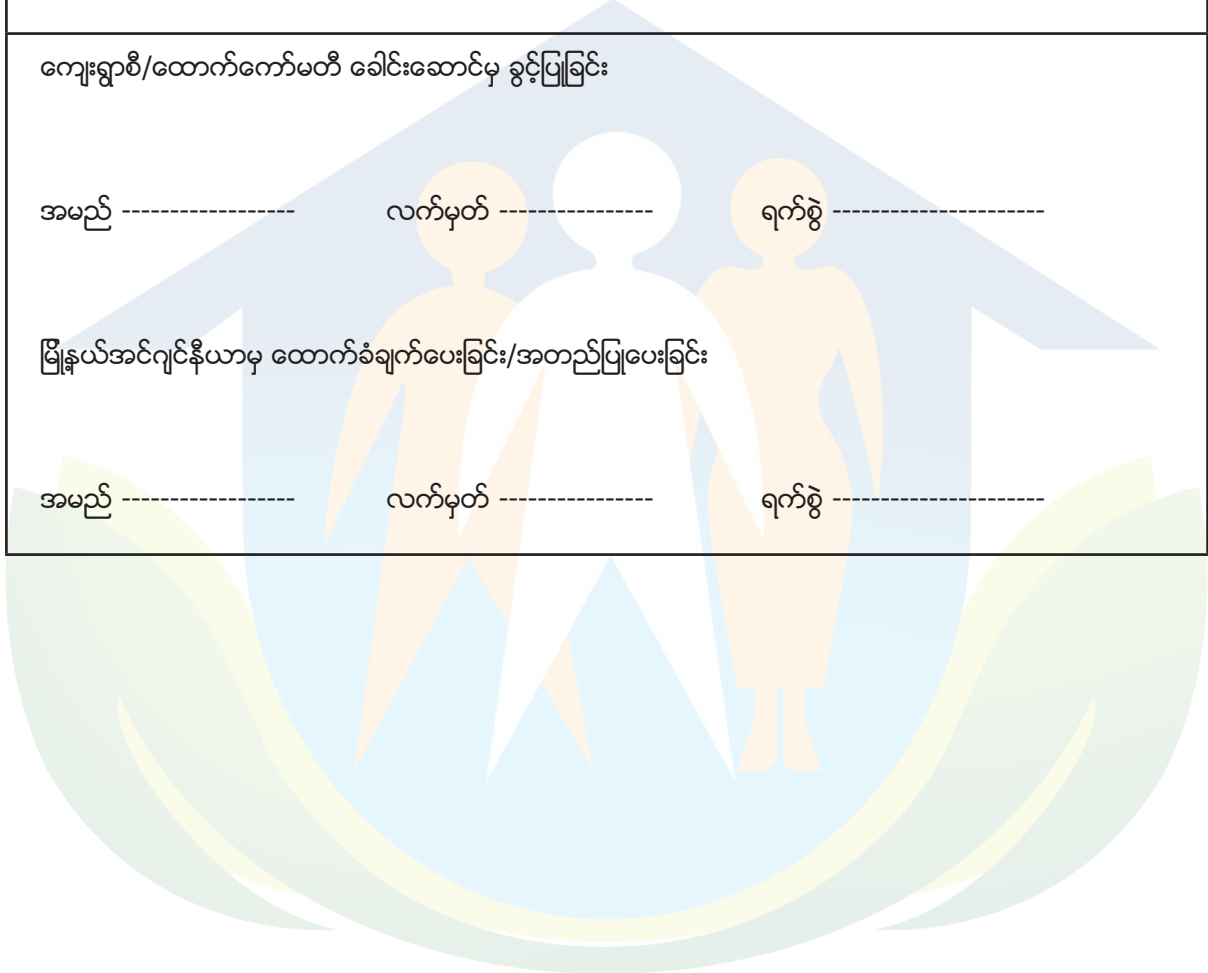 ကျေးရွာစီ/ထောက်ကော်မတီ ခေါင်းဆောင်မှ ခွင့်ပြုခြင်း
အမည် ------------------ လက်မှတ် ---------------- ရက်စွဲ ----------------------
မြို့နယ်အင်ဂျင်နီယာမှ ထောက်ခံချက်ပေးခြင်း/အတည်ပြုပေးခြင်း
အမည် ------------------ လက်မှတ် ---------------- ရက်စွဲ ----------------------